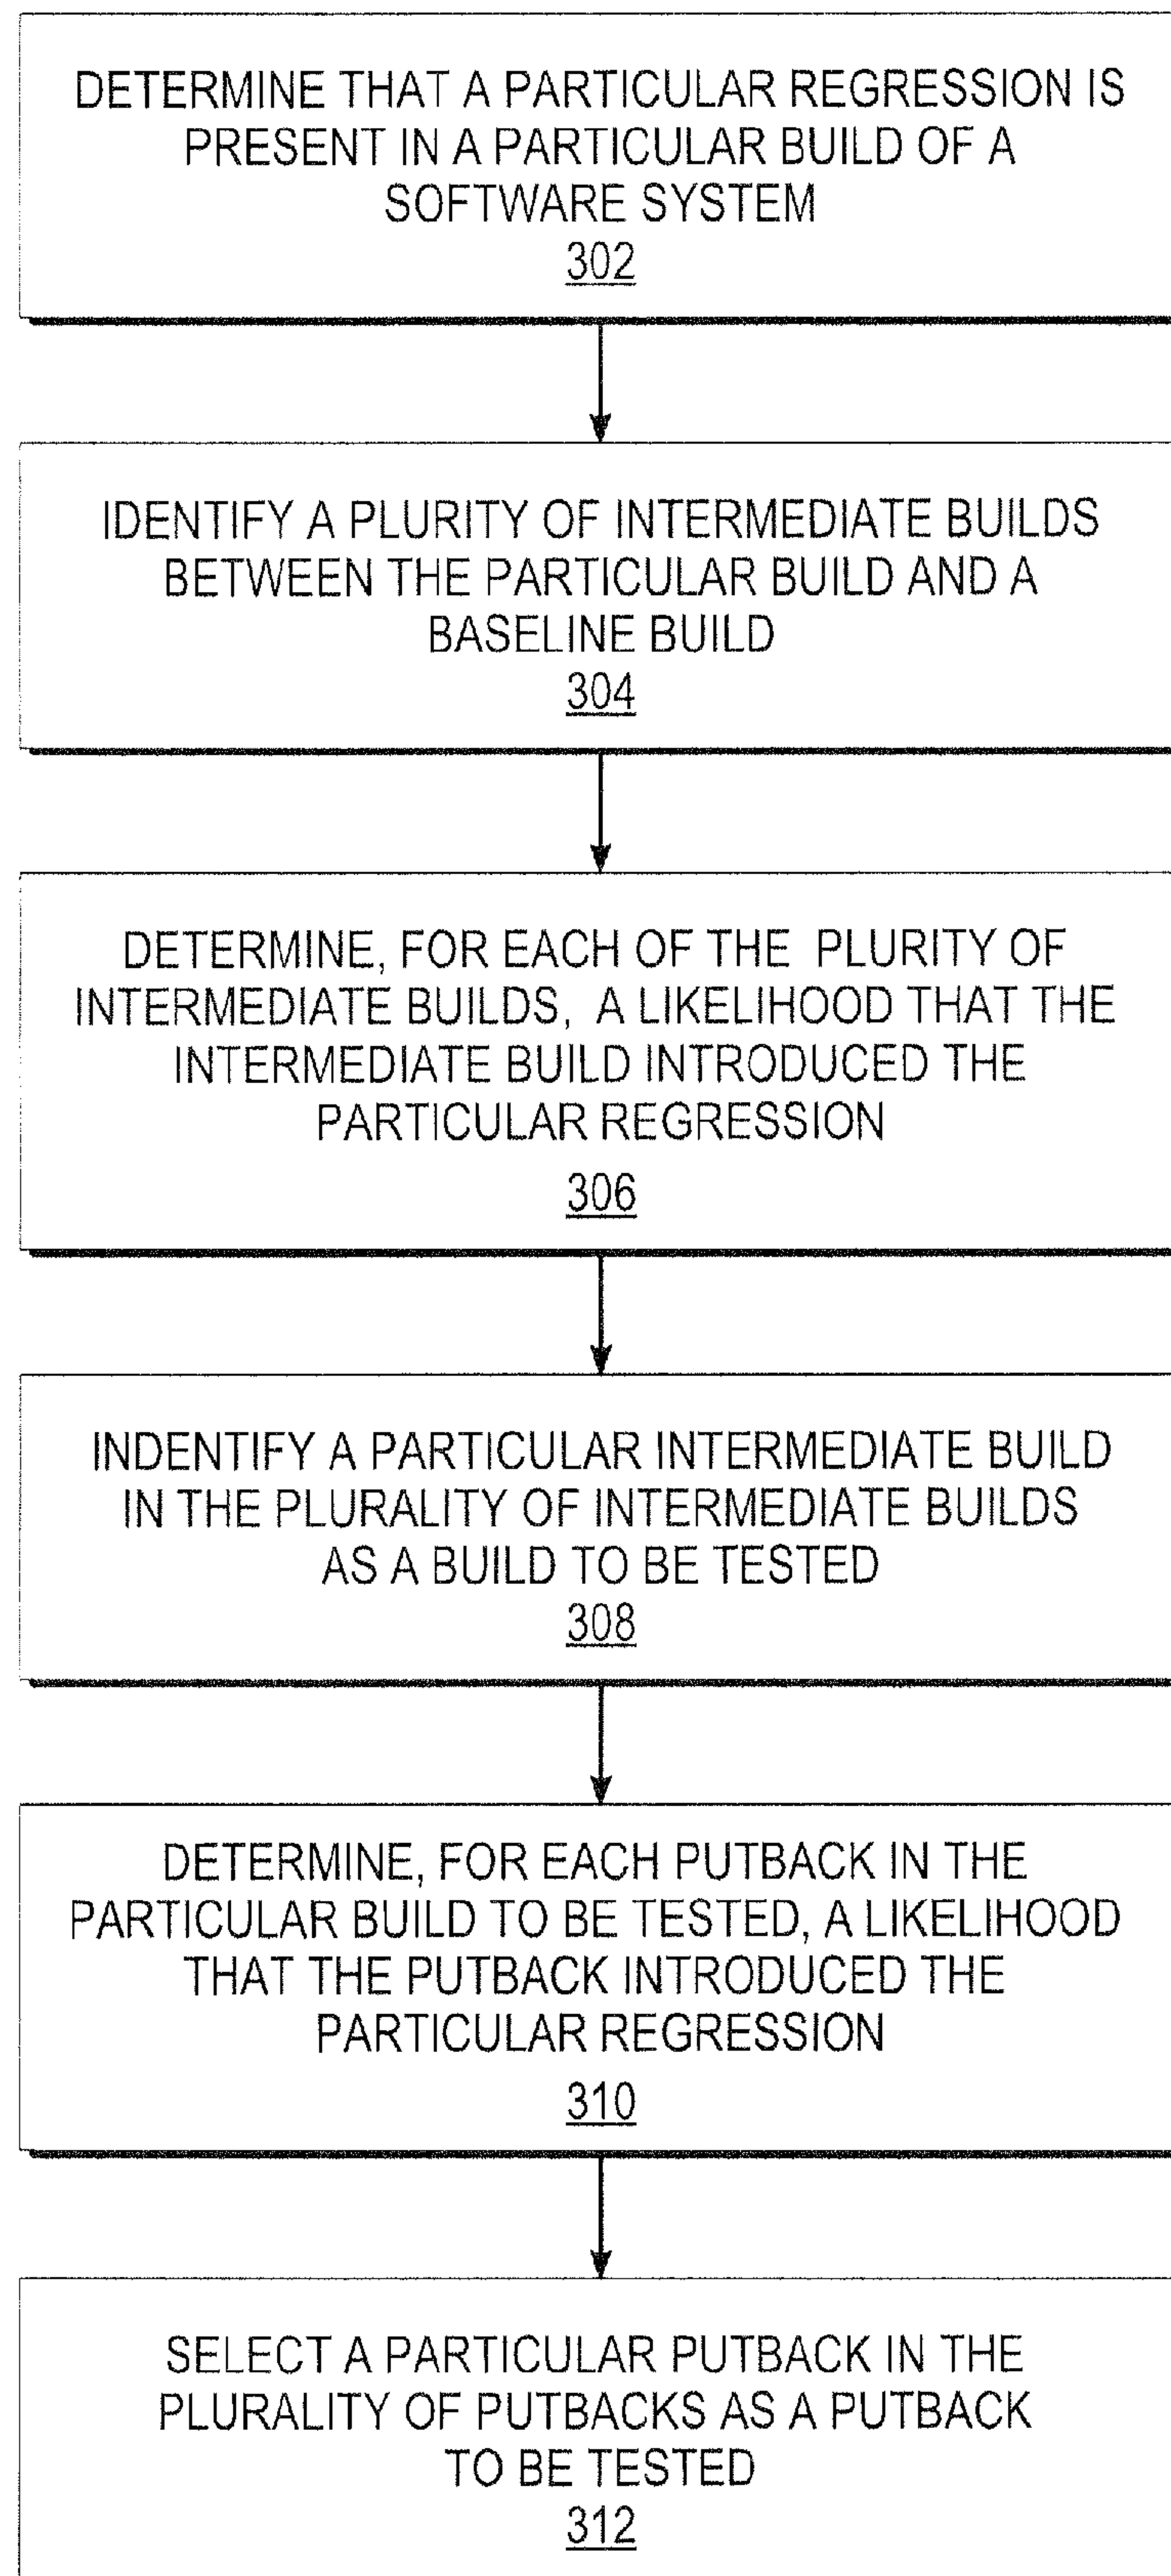 DETERMINE THAT A PARTICULAR REGRESSION IS
PRESENT IN A PARTICULAR BUILD OF A
SOFTWARE SYSTEM
302
IDENTIFY A PLURITY OF INTERMEDIATE BUILDS
BETWEEN THE PARTICULAR BUILD AND A
BASELINE BUILD
304
DETERMINE, FOR EACH OF THE PLURITY OF
INTERMEDIATE BUILDS, A LIKELIHOOD THAT THE
INTERMEDIATE BUILD INTRODUCED THE
PARTICULAR REGRESSION
306
INDENTIFY A PARTICULAR INTERMEDIATE BUILD
IN THE PLURALITY OF INTERMEDIATE BUILDS
AS A BUILD TO BE TESTED
308
DETERMINE, FOR EACH PUTBACK IN THE
PARTICULAR BUILD TO BE TESTED, A LIKELIHOOD
THAT THE PUTBACK INTRODUCED THE
PARTICULAR REGRESSION
310
SELECT A PARTICULAR PUTBACK IN THE
PLURALITY OF PUTBACKS AS A PUTBACK
TO BE TESTED
312